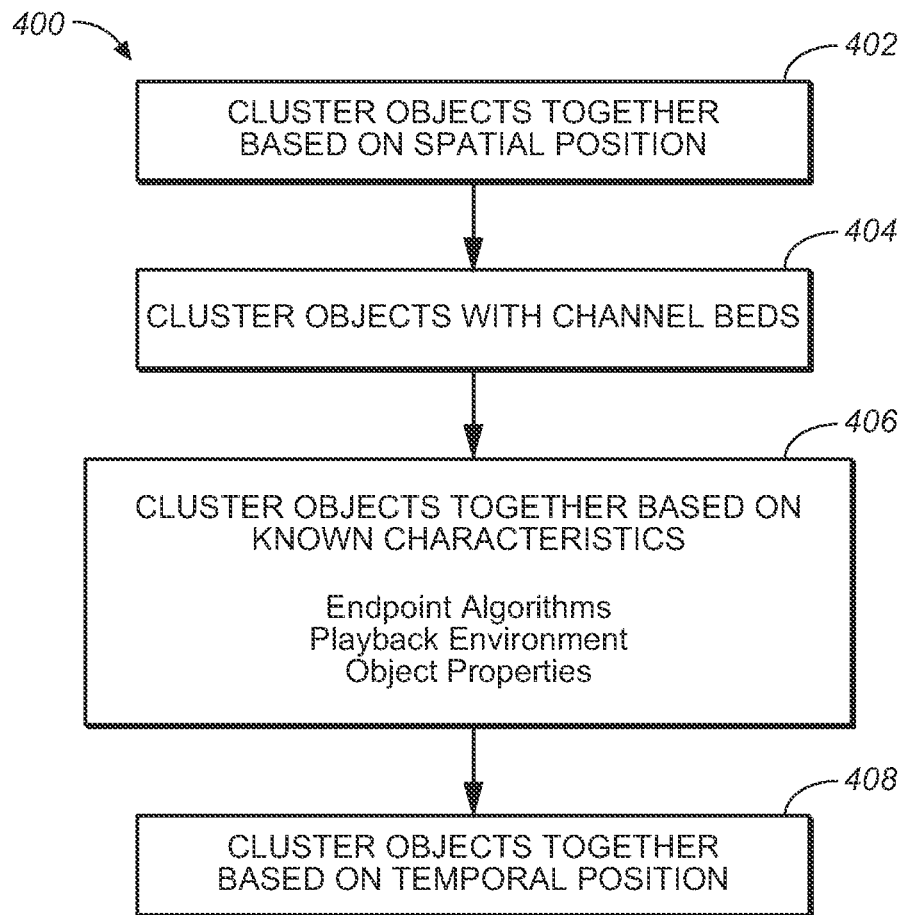 400
402
CLUSTER OBJECTS TOGETHER
BASED ON SPATIAL POSITION
404
CLUSTER OBJECTS WITH CHANNEL BEDS
406
CLUSTER OBJECTS TOGETHER BASED ON
KNOWN CHARACTERISTICS
Endpoint Algorithms
Playback Environment
Object Properties
408
CLUSTER OBJECTS TOGETHER
BASED ON TEMPORAL POSITION